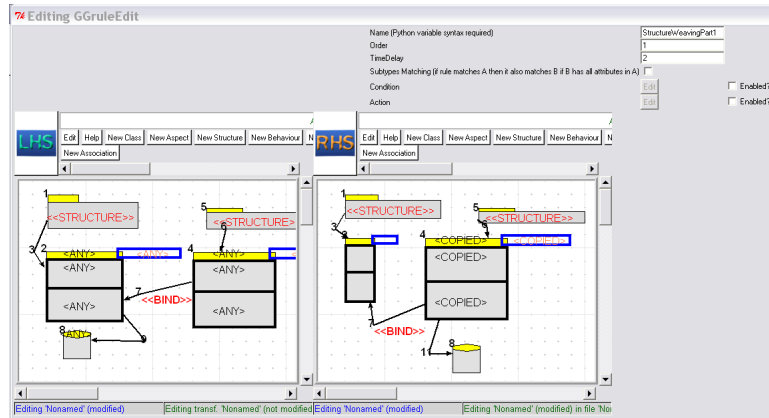 Editing GGruleEdit
Name (Python variable syntax required) StructureWeavingPart1
Order 1
TimeDelay 2
Subtypes Matching (if rule matches A then it also matches B if B has all attributes in A)
Condition Edit Enabled?
Action Edit Enabled?
LHS
A
Edit Help New Class New Aspect New Structure New Behaviour N
New Association
RHS
Edit Help New Class New Aspect New Structure New Behaviour N
New Association
1
<<STRUCTURE>>
5
<<STRUCTURE>>
6
3 2 <ANY> <ANY>
<ANY>
<ANY>
4 <ANY>
<ANY>
<ANY>
7
<<BIND>>
8 <ANY>
9
1
<<STRUCTURE>>
5
<<STRUCTURE>>
6
3
4 <COPIED> <COPIED>
<COPIED>
<COPIED>
7
<<BIND>>
11
8
Editing 'Nonamed' (modified) Editing transf. 'Nonamed' (not modified
Editing 'Nonamed' (modified) Editing 'Nonamed' (modified) in file 'Nor